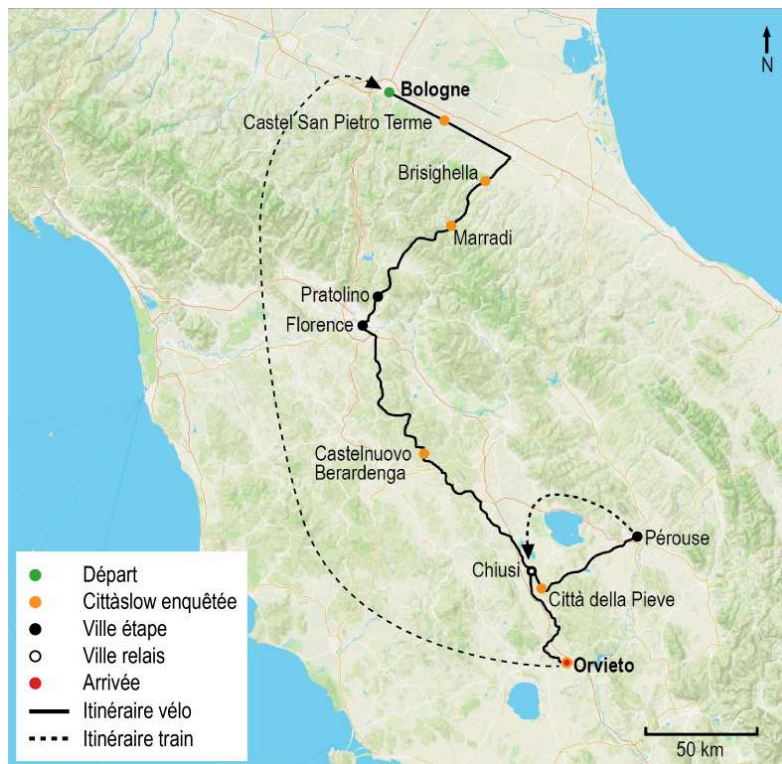 N
Bologne
Castel San Pietro Terme
Brisighella
Marradi
Pratolino
Florence
Castelnuovo
Berardenga
Pérouse
Chiusi
Città della Pieve
Orvieto
Départ
Cittàslow enquêtée
Ville étape
Ville relais
Arrivée
Itinéraire vélo
Itinéraire train
50 km